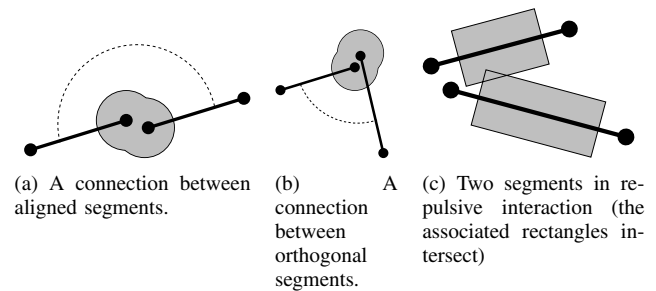 (a) A connection between
aligned segments.
(b) A
connection
between
orthogonal
segments.
(c) Two segments in re-
pulsive interaction (the
associated rectangles in-
tersect)